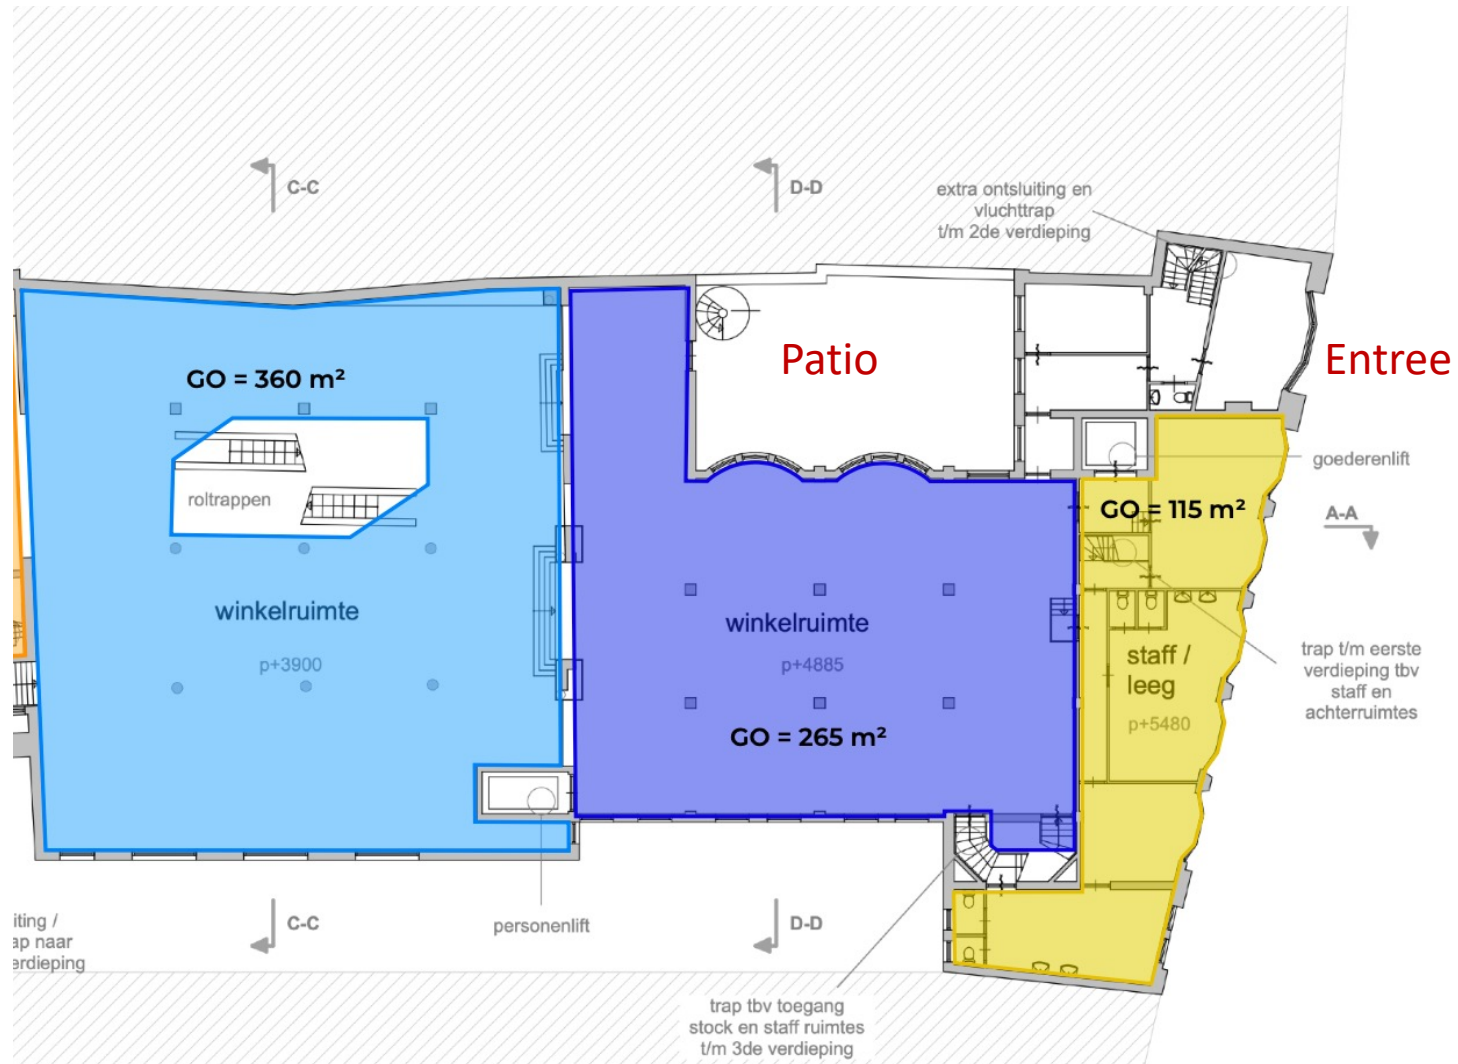 C-C
D-D
extra ontsluiting en
vluchttrap
t/m 2de verdieping
Patio
Entree
GO = 360 m²
goederenlift
roltrappen
GO = 115 m²
A-A
winkelruimte
p+3900
winkelruimte
p+4885
staff /
leeg
p+5480
trap t/m eerste
verdieping tbv
staff en
achterruimtes
GO = 265 m²
iting /
ap naar
erdieping
C-C
personenlift
D-D
trap tbv toegang
stock en staff ruimtes
t/m 3de verdieping